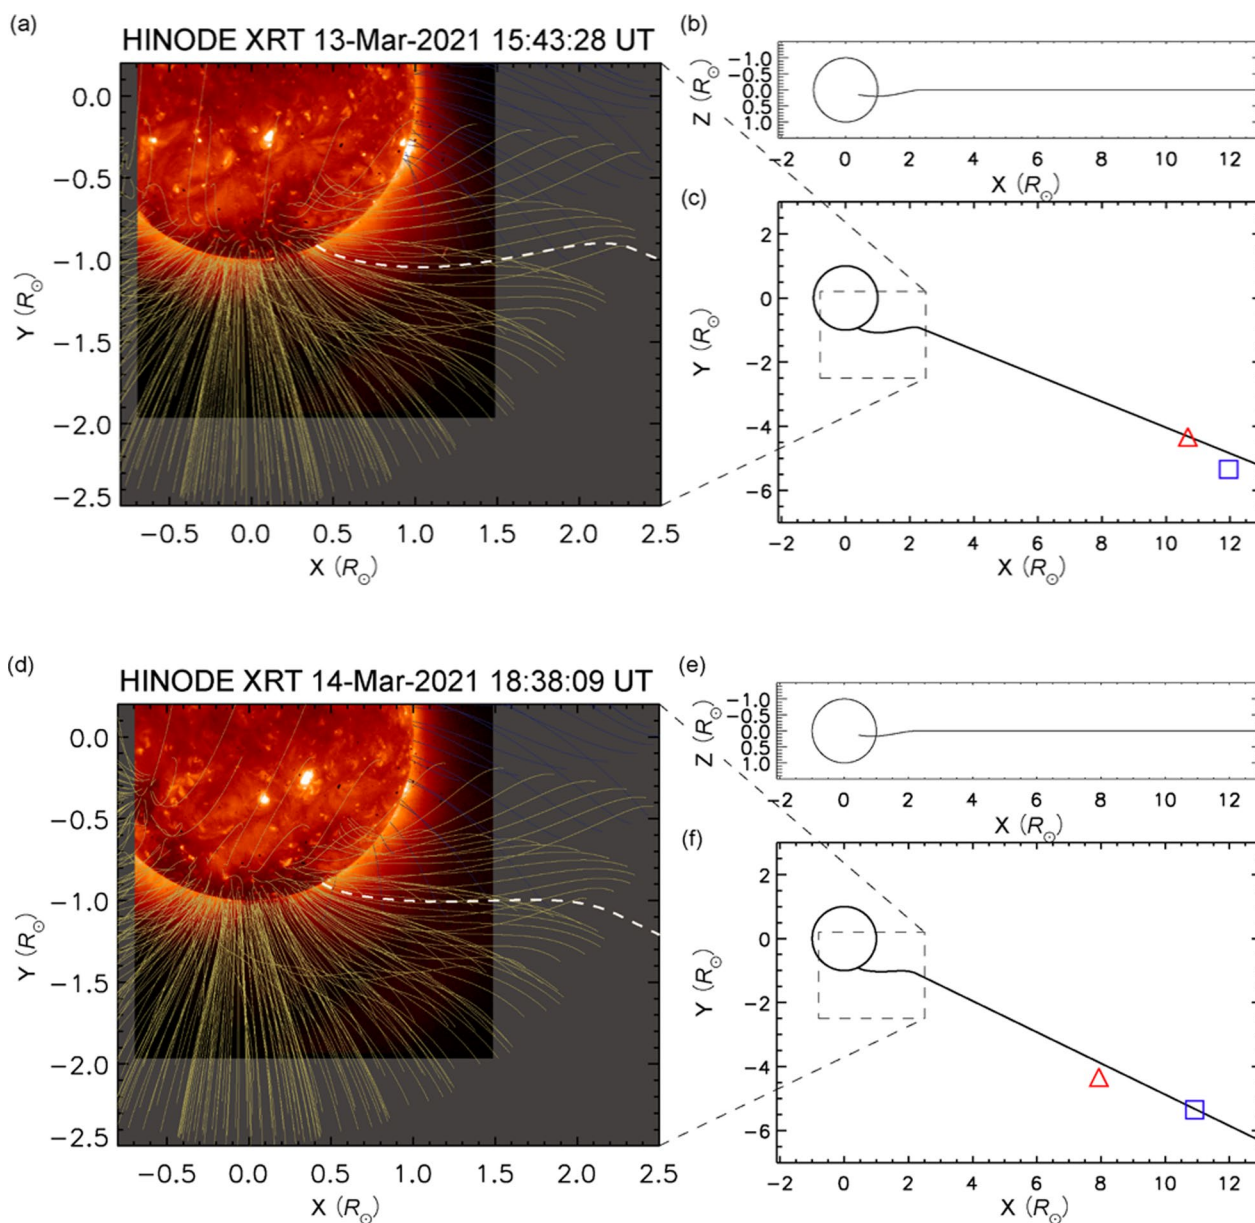 (a)
HINODE XRT 13-Mar-2021 15:43:28 UT
0.0
−0.5
−1.0
−1.5
−2.0
−2.5
Y (R☉)
−0.5 0.0 0.5 1.0 1.5 2.0 2.5
X (R☉)
(b)
−1.0
−0.5
0.0
0.5
1.0
Z (R☉)
−2 0 2 4 6 8 10 12
X (R☉)
(c)
2
0
−2
−4
−6
Y (R☉)
−2 0 2 4 6 8 10 12
X (R☉)
(d)
HINODE XRT 14-Mar-2021 18:38:09 UT
0.0
−0.5
−1.0
−1.5
−2.0
−2.5
Y (R☉)
−0.5 0.0 0.5 1.0 1.5 2.0 2.5
X (R☉)
(e)
−1.0
−0.5
0.0
0.5
1.0
Z (R☉)
−2 0 2 4 6 8 10 12
X (R☉)
(f)
2
0
−2
−4
−6
Y (R☉)
−2 0 2 4 6 8 10 12
X (R☉)